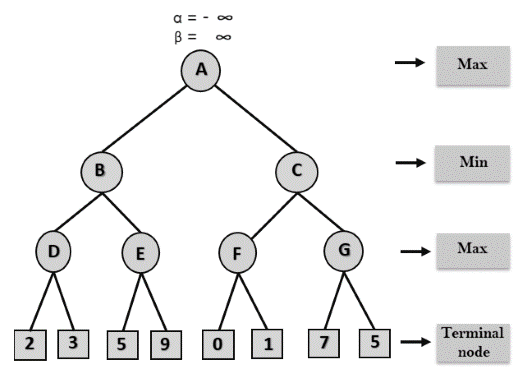 α = - ∞
β = ∞
A
Max
B
C
Min
D
E
F
G
Max
2
3
5
9
0
1
7
5
Terminal
node